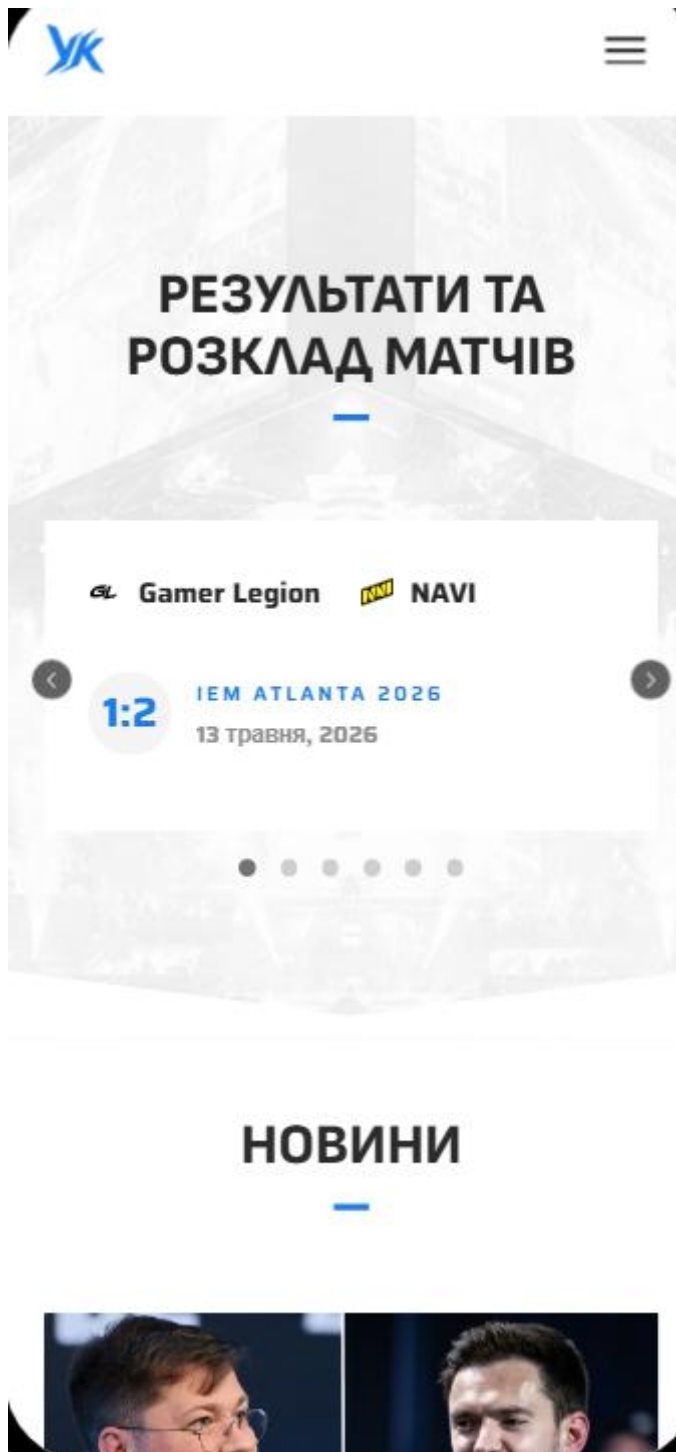 УК
РЕЗУЛЬТАТИ ТА
РОЗКЛАД МАТЧІВ
GL Gamer Legion NAVI
1:2
IEM ATLANTA 2026
13 травня, 2026
НОВИНИ